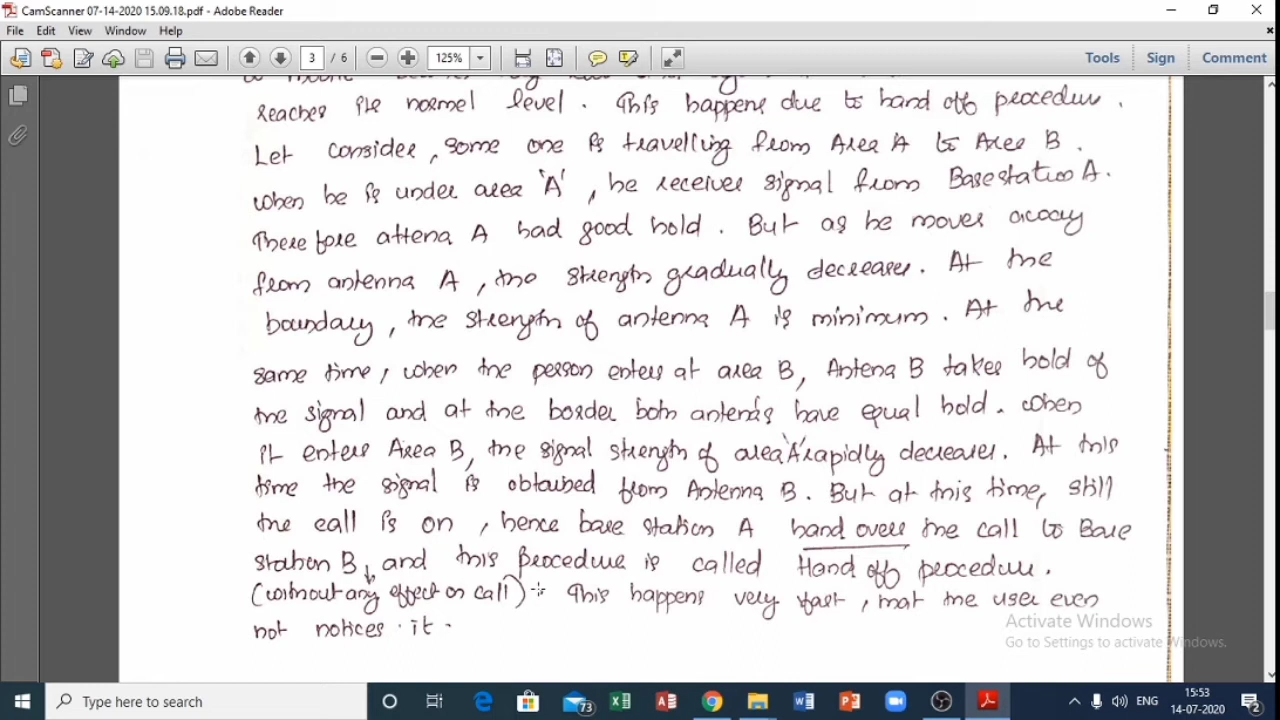 CamScanner 07-14-2020 15.09.18.pdf - Adobe Reader
File Edit View Window Help
3 / 6 125% Tools Sign Comment
reaches the normel level. This happens due to hand off procedure.
Let consider, some one is travelling from Area A to Area B.
when he is under area 'A', he receives signal from Basestation A.
Therefore attena A had good hold. But as he moves away
from antenna A, the strength gradually decreases. At the
boundary, the strength of antenna A is minimum. At the
same time, when the person enters at area B, Antena B takes hold of
the signal and at the border both antena's have equal hold. when
it enters Area B, the signal strength of area 'A' rapidly decreases. At this
time the signal is obtained from Antenna B. But at this time, still
the call is on, hence base station A hand overs the call to Base
station B, and this procedure is called Hand off procedure.
(without any effect on call) This happens very fast, that the user even
not notices it.
Activate Windows
Go to Settings to activate Windows.
Type here to search
73
ENG
15:53
14-07-2020
2